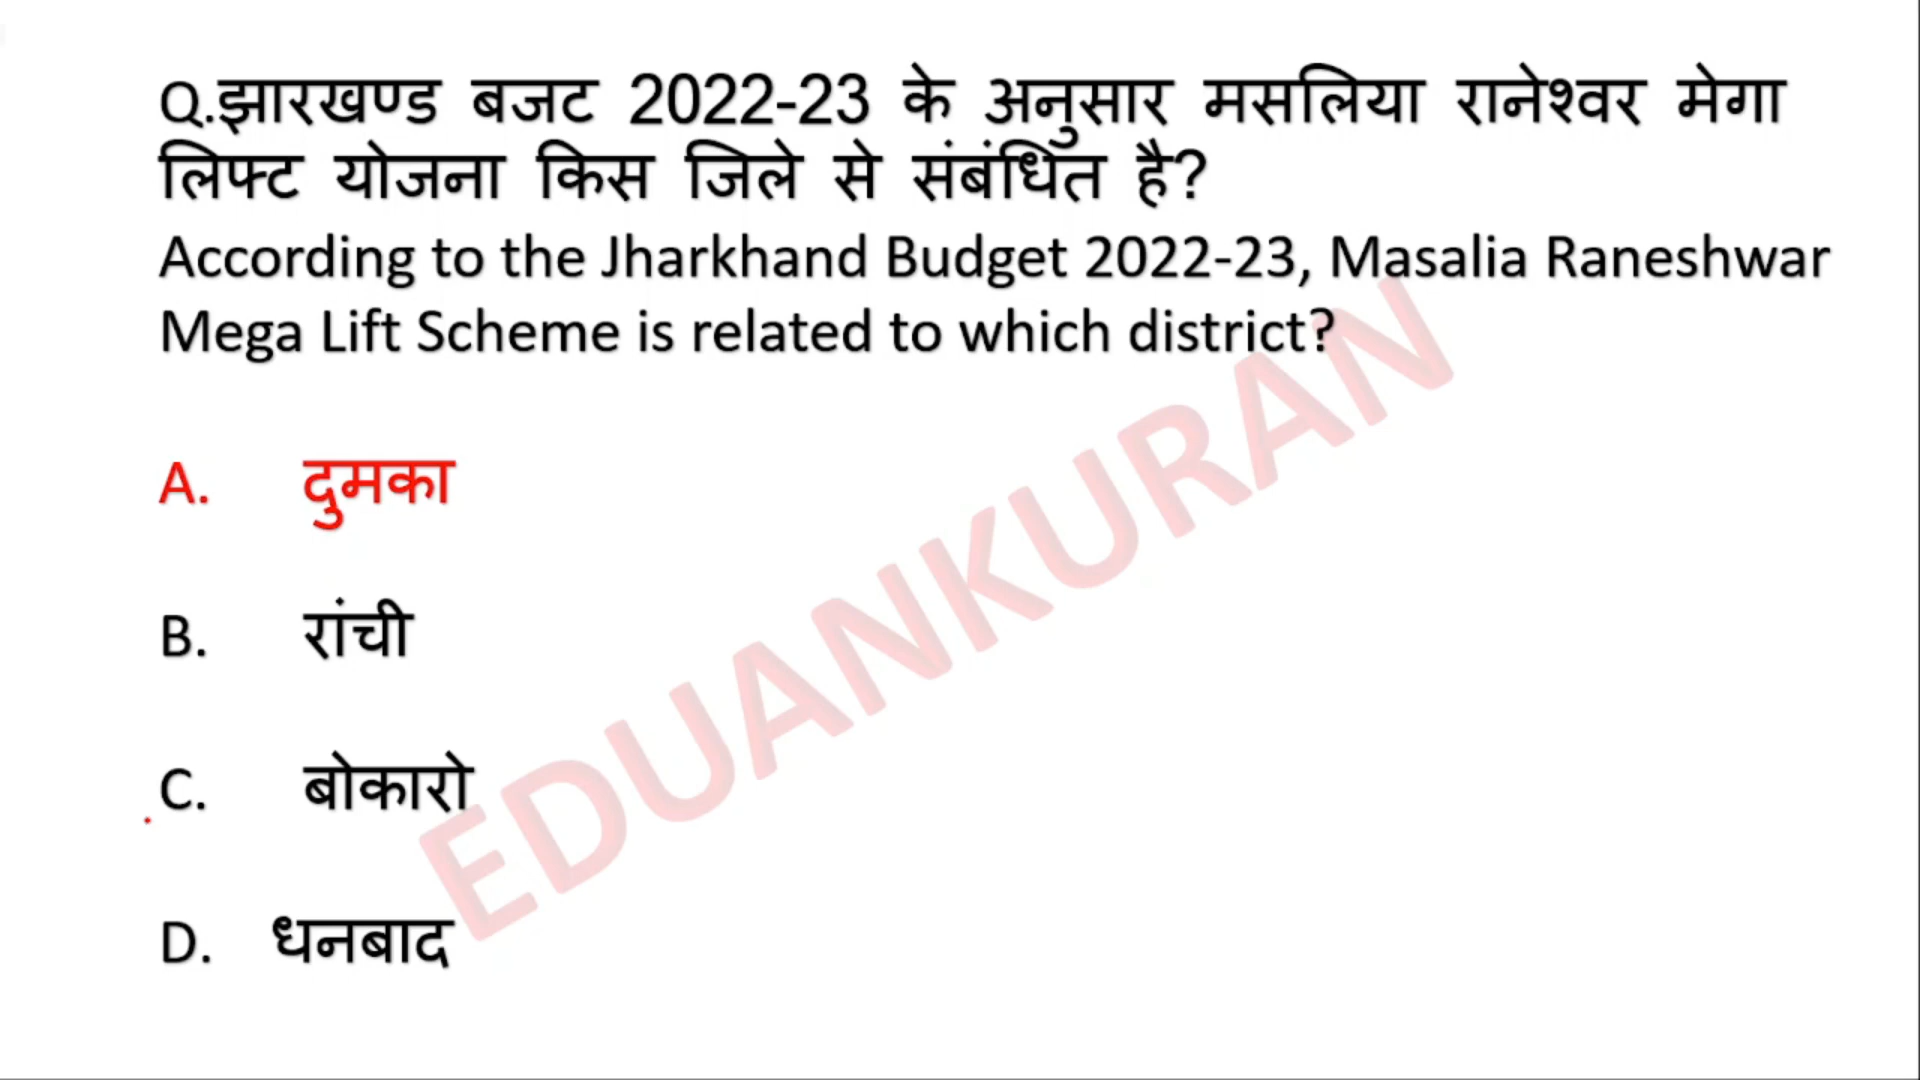 Q.झारखण्ड बजट 2022-23 के अनुसार मसलिया रानेश्वर मेगा
लिफ्ट योजना किस जिले से संबंधित है?
According to the Jharkhand Budget 2022-23, Masalia Raneshwar
Mega Lift Scheme is related to which district?
A. दुमका
B. रांची
C. बोकारो
D. धनबाद
EDUANKURAN